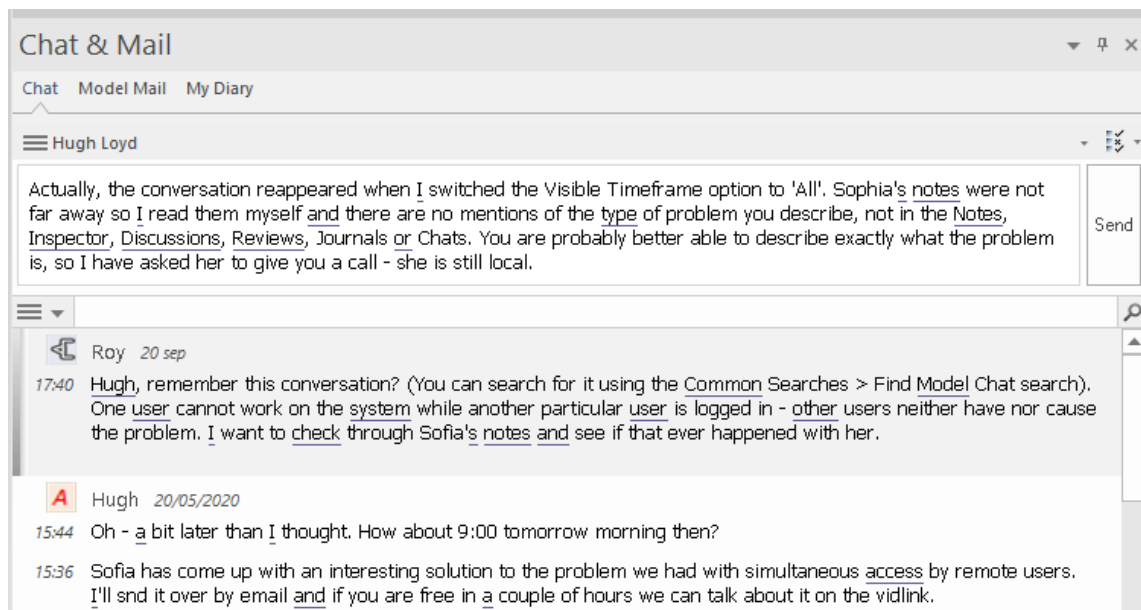 Chat & Mail
Chat Model Mail My Diary
Hugh Loyd
Actually, the conversation reappeared when I switched the Visible Timeframe option to 'All'. Sophia's notes were not
far away so I read them myself and there are no mentions of the type of problem you describe, not in the Notes,
Inspector, Discussions, Reviews, Journals or Chats. You are probably better able to describe exactly what the problem
is, so I have asked her to give you a call - she is still local.
Send
Roy 20 sep
17:40 Hugh, remember this conversation? (You can search for it using the Common Searches > Find Model Chat search).
One user cannot work on the system while another particular user is logged in - other users neither have nor cause
the problem. I want to check through Sofia's notes and see if that ever happened with her.
A Hugh 20/05/2020
15:44 Oh - a bit later than I thought. How about 9:00 tomorrow morning then?
15:36 Sofia has come up with an interesting solution to the problem we had with simultaneous access by remote users.
I'll snd it over by email and if you are free in a couple of hours we can talk about it on the vidlink.